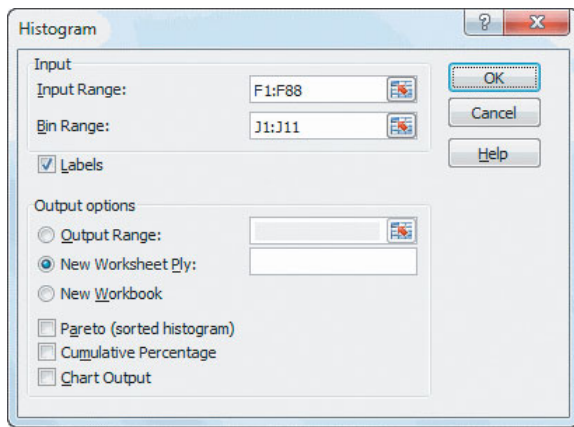 Histogram
Input
Input Range: F1:F88
Bin Range: J1:J11
Labels
OK
Cancel
Help
Output options
Output Range:
New Worksheet Ply:
New Workbook
Pareto (sorted histogram)
Cumulative Percentage
Chart Output